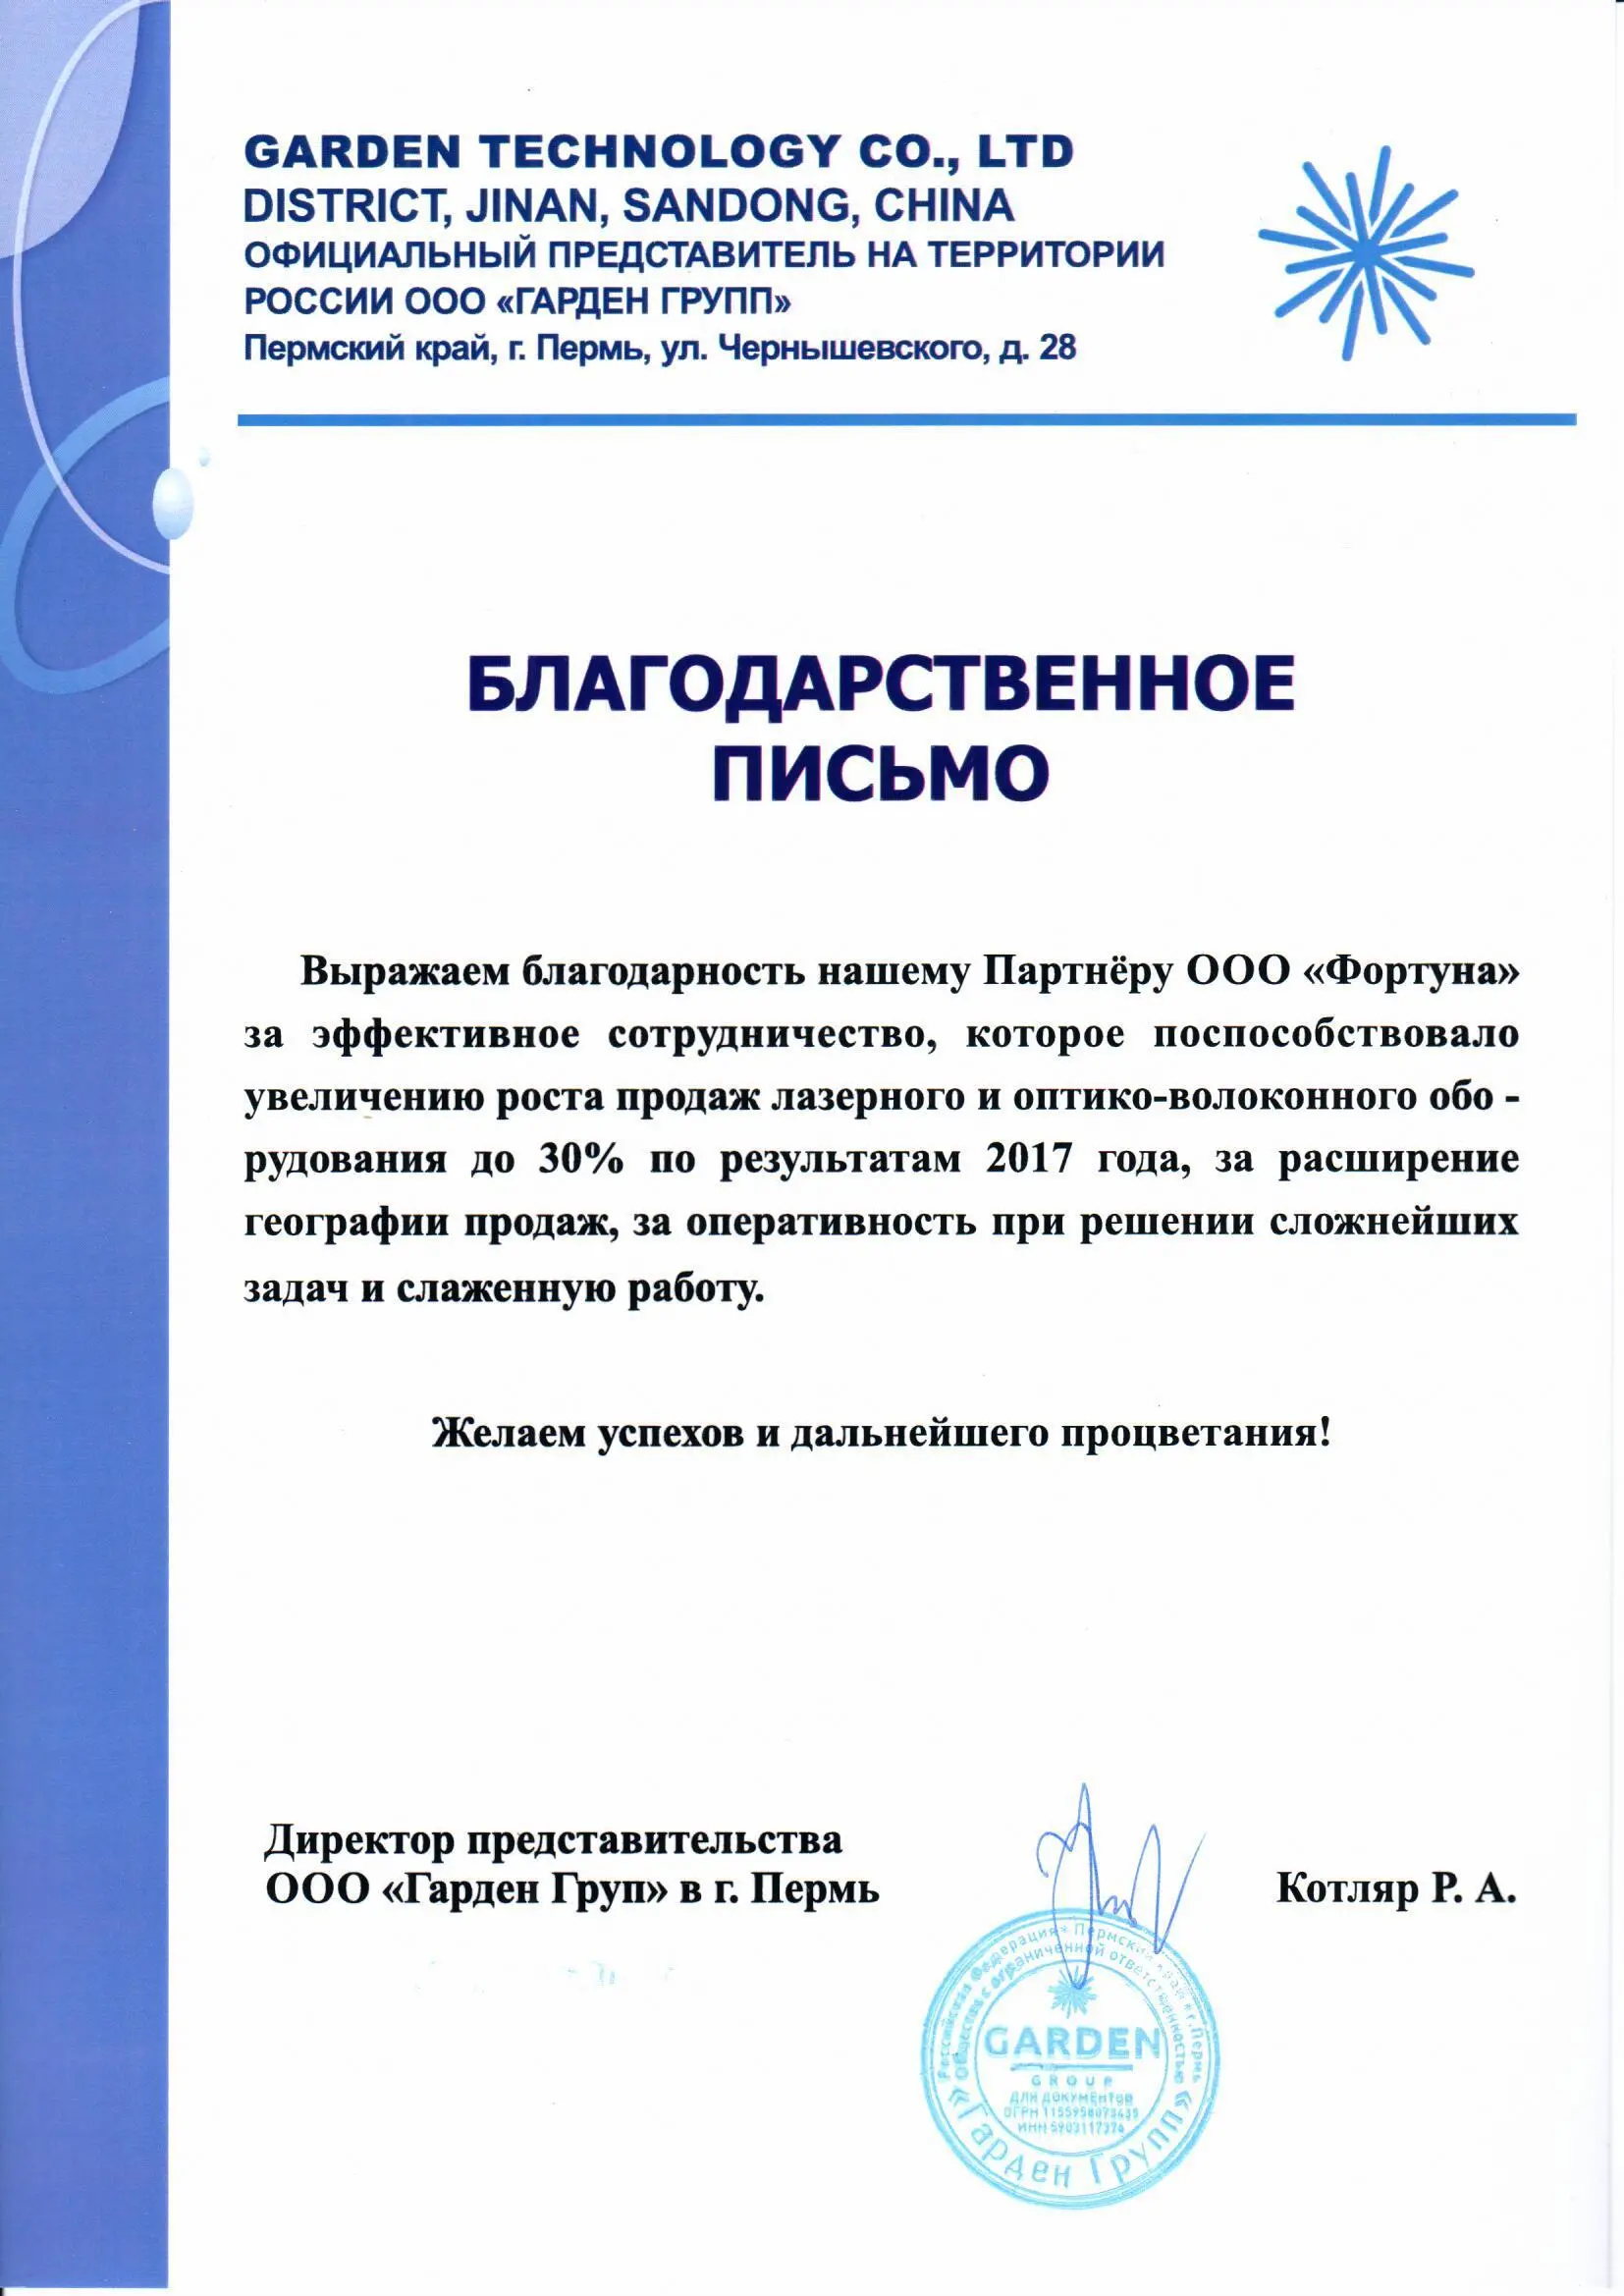 GARDEN TECHNOLOGY CO., LTD
DISTRICT, JINAN, SANDONG, CHINA
ОФИЦИАЛЬНЫЙ ПРЕДСТАВИТЕЛЬ НА ТЕРРИТОРИИ
РОССИИ ООО «ГАРДЕН ГРУПП»
Пермский край, г. Пермь, ул. Чернышевского, д. 28
БЛАГОДАРСТВЕННОЕ
ПИСЬМО
Выражаем благодарность нашему Партнёру ООО «Фортуна»
за эффективное сотрудничество, которое поспособствовало
увеличению роста продаж лазерного и оптико-волоконного обо -
рудования до 30% по результатам 2017 года, за расширение
географии продаж, за оперативность при решении сложнейших
задач и слаженную работу.
Желаем успехов и дальнейшего процветания!
Директор представительства
ООО «Гарден Груп» в г. Пермь
Котляр Р. А.
Российская Федерация * Пермский край * г.Пермь
Общество с ограниченной ответственностью
GARDEN
GROUP
ДЛЯ ДОКУМЕНТОВ
ОГРН
ИНН
«Гарден Групп»